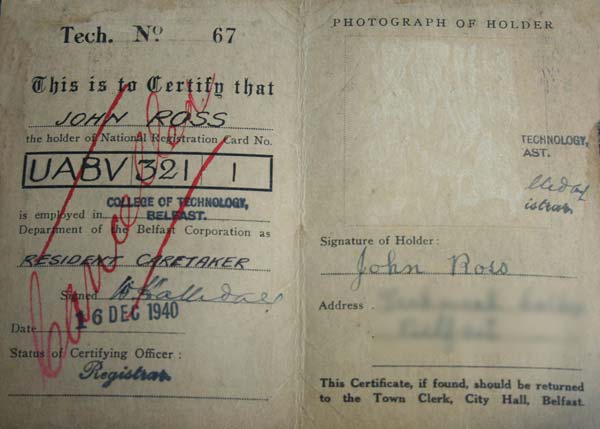 Tech. No 67
This is to Certify that
JOHN ROSS
the holder of National Registration Card No.
UABV 321 1
is employed in COLLEGE OF TECHNOLOGY, BELFAST.
Department of the Belfast Corporation as
RESIDENT CARETAKER
Signed
Date 16 DEC 1940
Status of Certifying Officer :
Registrar
Cancelled
PHOTOGRAPH OF HOLDER
TECHNOLOGY,
AST.
istrar
Signature of Holder :
John Ross
Address
This Certificate, if found, should be returned
to the Town Clerk, City Hall, Belfast.